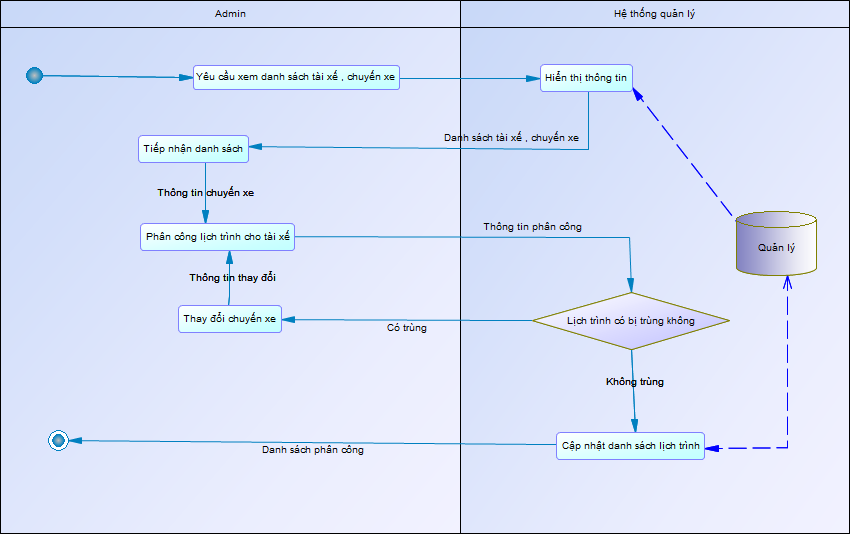 Admin
Hệ thống quản lý
Yêu cầu xem danh sách tài xế , chuyến xe
Hiển thị thông tin
Danh sách tài xế , chuyến xe
Tiếp nhận danh sách
Thông tin chuyến xe
Phân công lịch trình cho tài xế
Thông tin phân công
Quản lý
Thông tin thay đổi
Thay đổi chuyến xe
Có trùng
Lịch trình có bị trùng không
Không trùng
Cập nhật danh sách lịch trình
Danh sách phân công